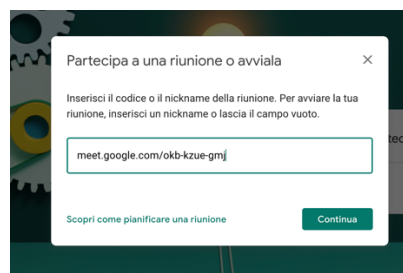 Partecipa a una riunione o avviala
Inserisci il codice o il nickname della riunione. Per avviare la tua
riunione, inserisci un nickname o lascia il campo vuoto.
meet.google.com/okb-kzue-gmj
Scopri come pianificare una riunione
Continua